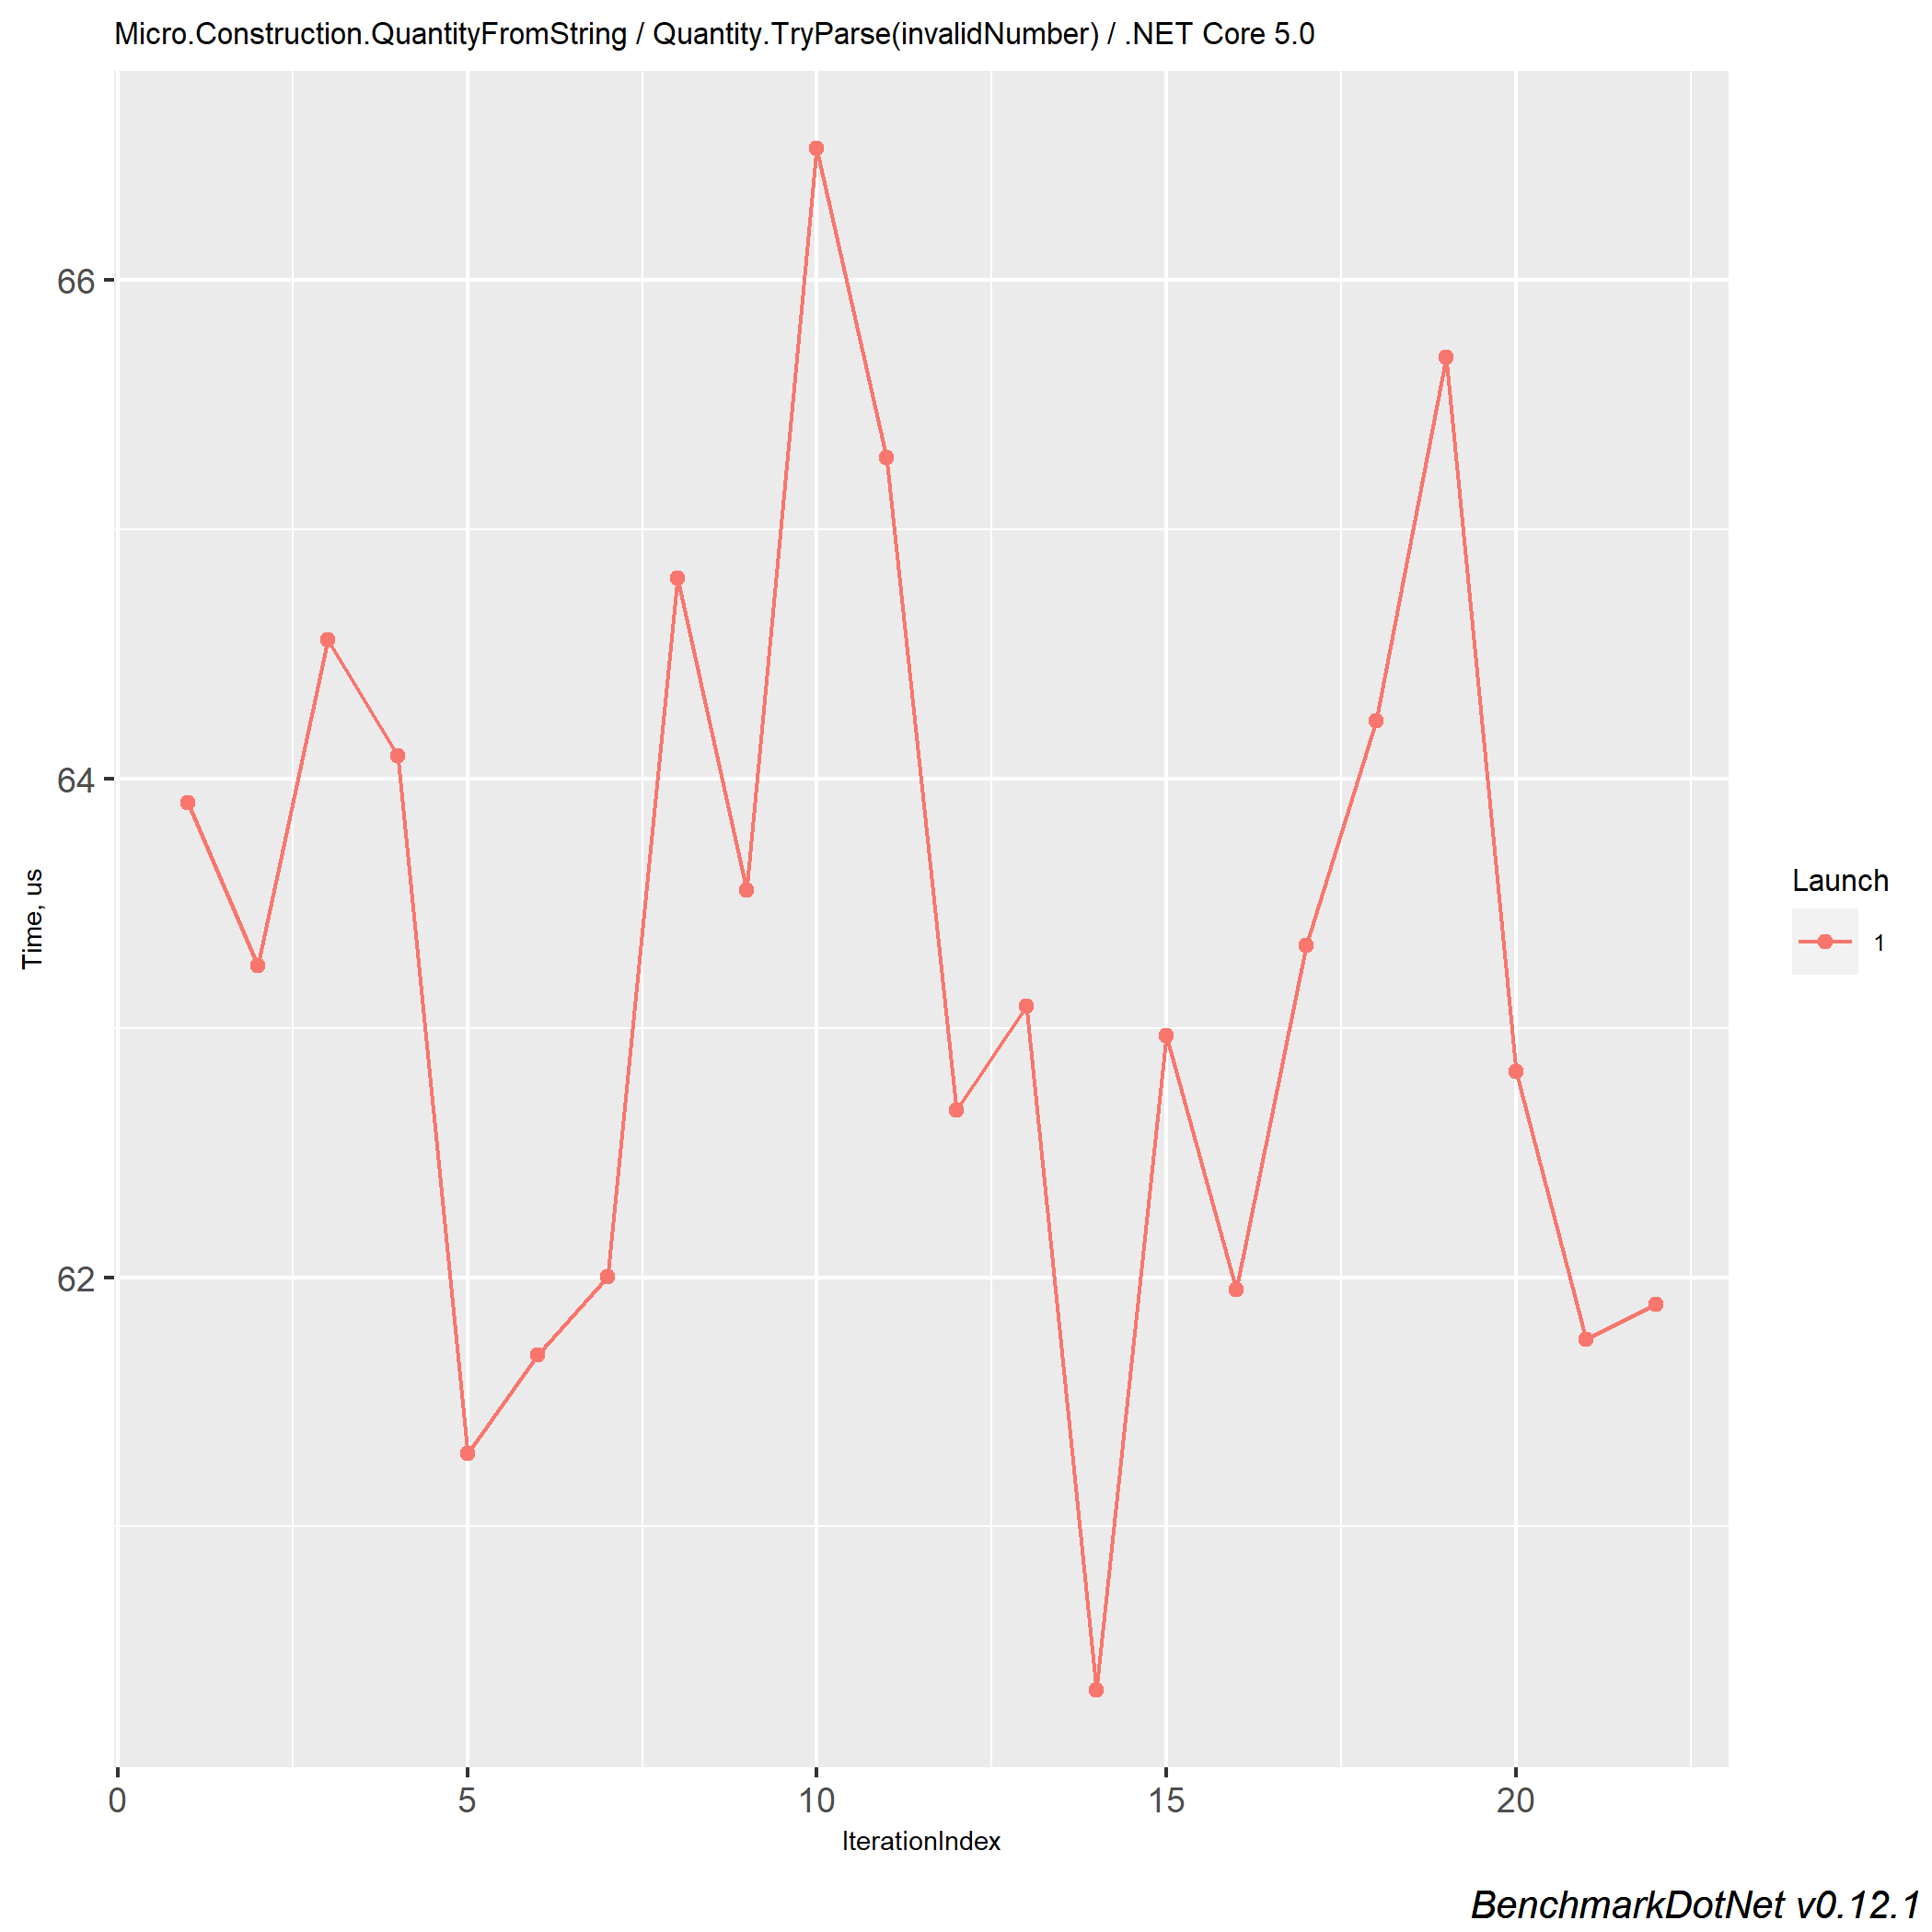 Micro.Construction.QuantityFromString / Quantity.TryParse(invalidNumber) / .NET Core 5.0
66
64
62
Time, us
0 5 10 15 20
IterationIndex
Launch
1
BenchmarkDotNet v0.12.1